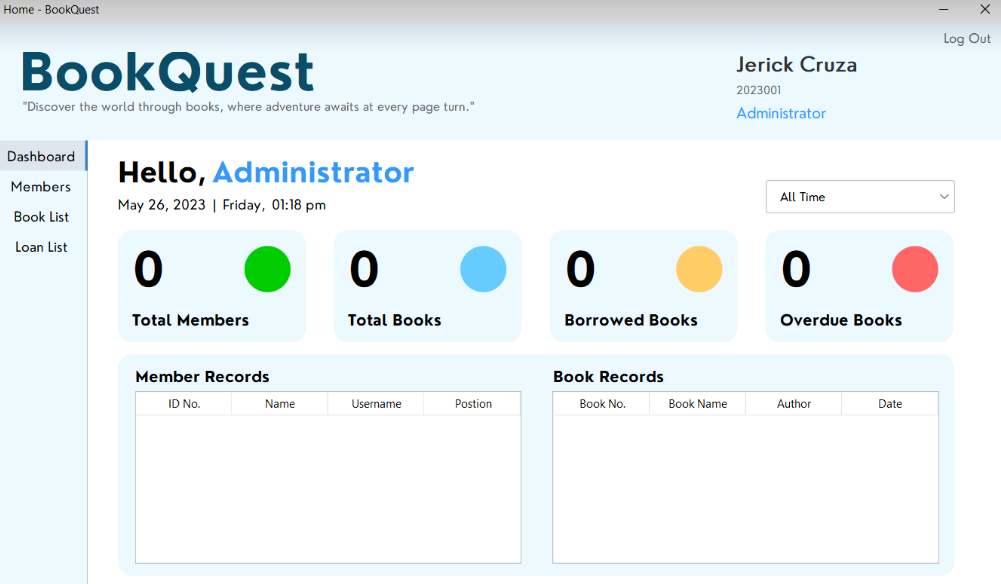 Home - BookQuest
Log Out
BookQuest
"Discover the world through books, where adventure awaits at every page turn."
Jerick Cruza
2023001
Administrator
Dashboard
Members
Book List
Loan List
Hello, Administrator
May 26, 2023 | Friday, 01:18 pm
All Time
0
Total Members
0
Total Books
0
Borrowed Books
0
Overdue Books
Member Records
ID No. Name Username Postion
Book Records
Book No. Book Name Author Date